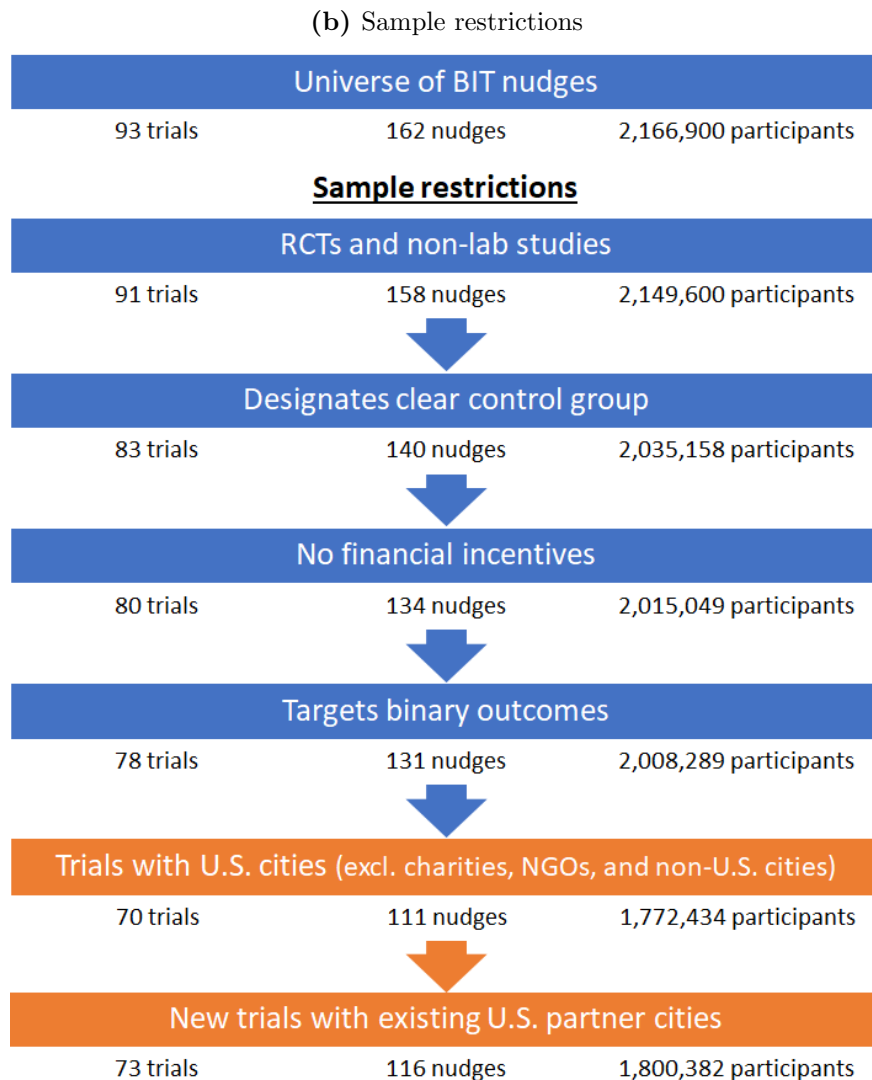 (b) Sample restrictions
Universe of BIT nudges
93 trials 162 nudges 2,166,900 participants
Sample restrictions
RCTs and non-lab studies
91 trials 158 nudges 2,149,600 participants
Designates clear control group
83 trials 140 nudges 2,035,158 participants
No financial incentives
80 trials 134 nudges 2,015,049 participants
Targets binary outcomes
78 trials 131 nudges 2,008,289 participants
Trials with U.S. cities (excl. charities, NGOs, and non-U.S. cities)
70 trials 111 nudges 1,772,434 participants
New trials with existing U.S. partner cities
73 trials 116 nudges 1,800,382 participants